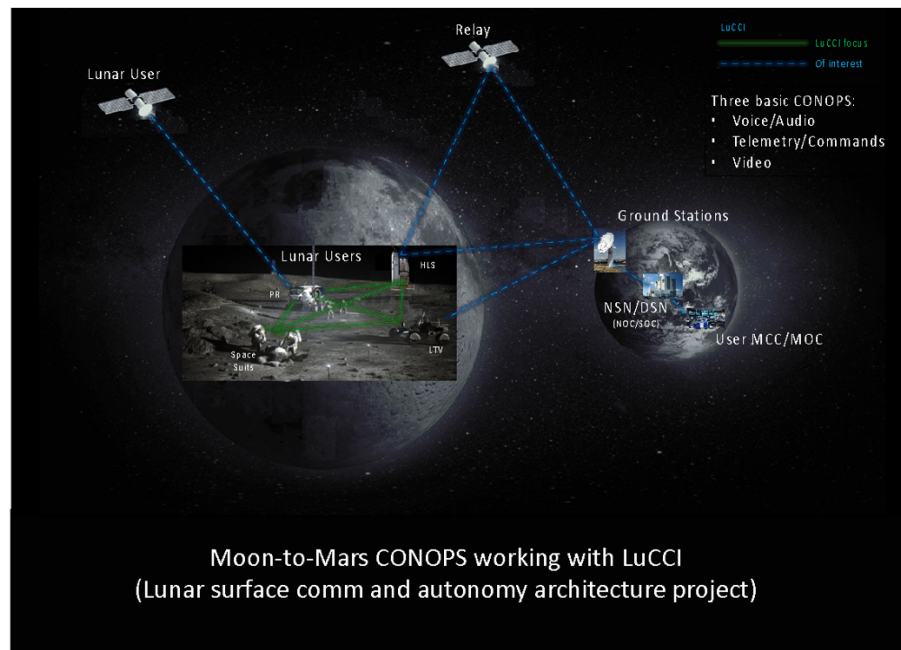 Relay
Lunar User
LuCCI
LuCCI focus
Of interest
Three basic CONOPS:
▪ Voice/Audio
▪ Telemetry/Commands
▪ Video
Ground Stations
Lunar Users
HLS
PR
NSN/DSN
(NOC/SOC)
User MCC/MOC
LTV
Space
Suits
Moon-to-Mars CONOPS working with LuCCI
(Lunar surface comm and autonomy architecture project)